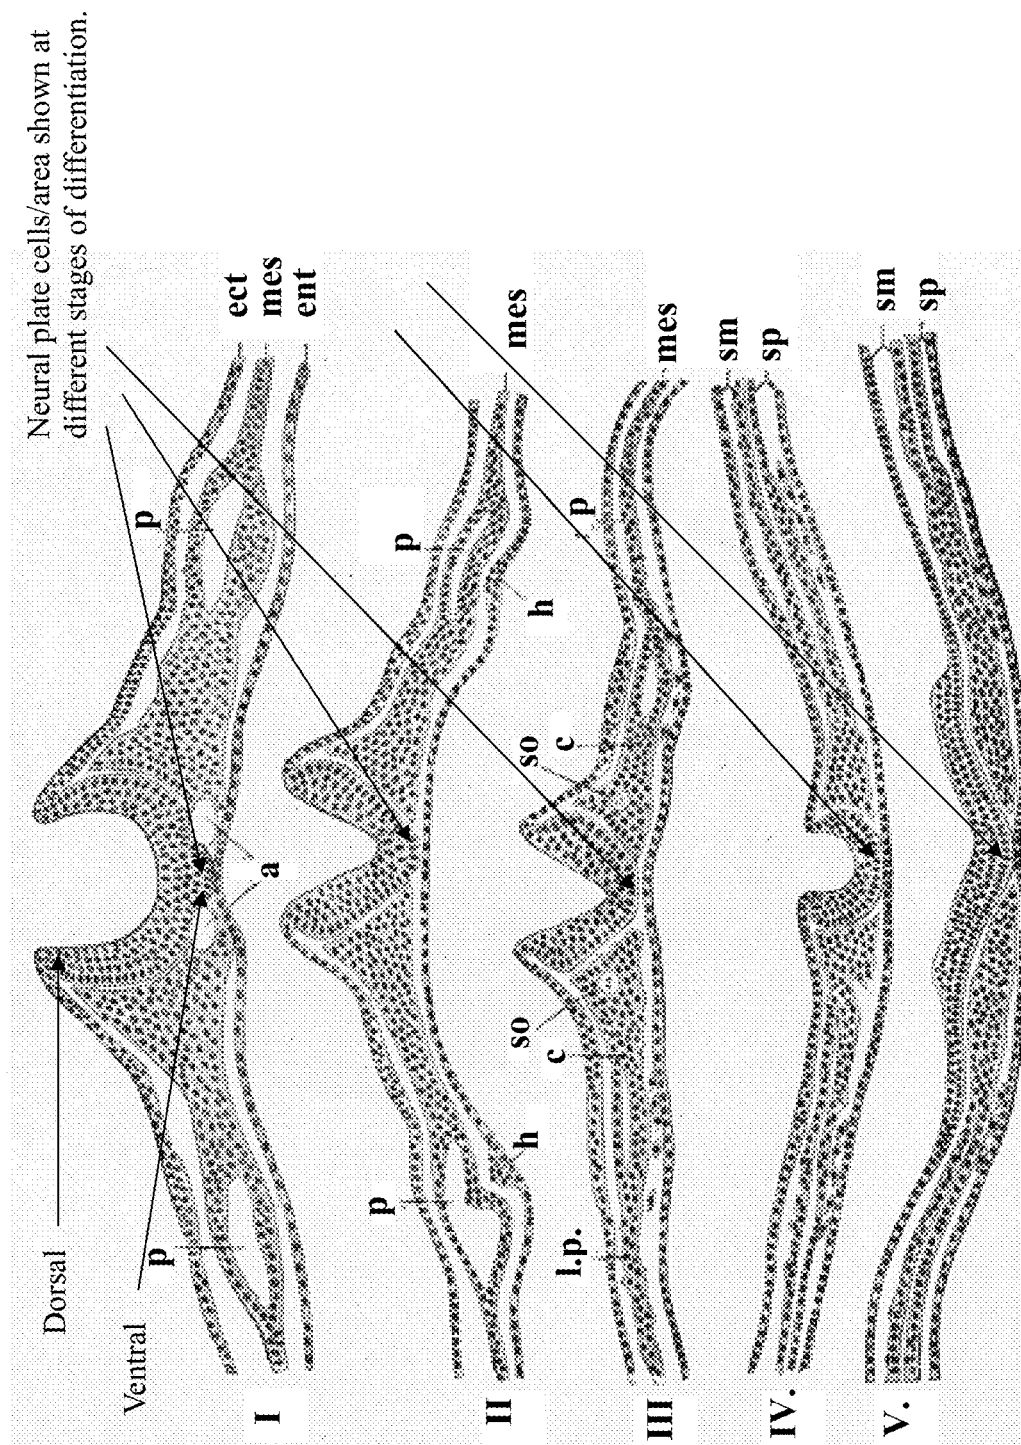 Neural plate cells/area shown at
different stages of differentiation.
Dorsal
Ventral
I
p
a
p
ect
mes
ent
II
p
h
p
h
mes
III
l.p.
c
so
so
c
p
mes
IV.
sm
sp
V.
sm
sp